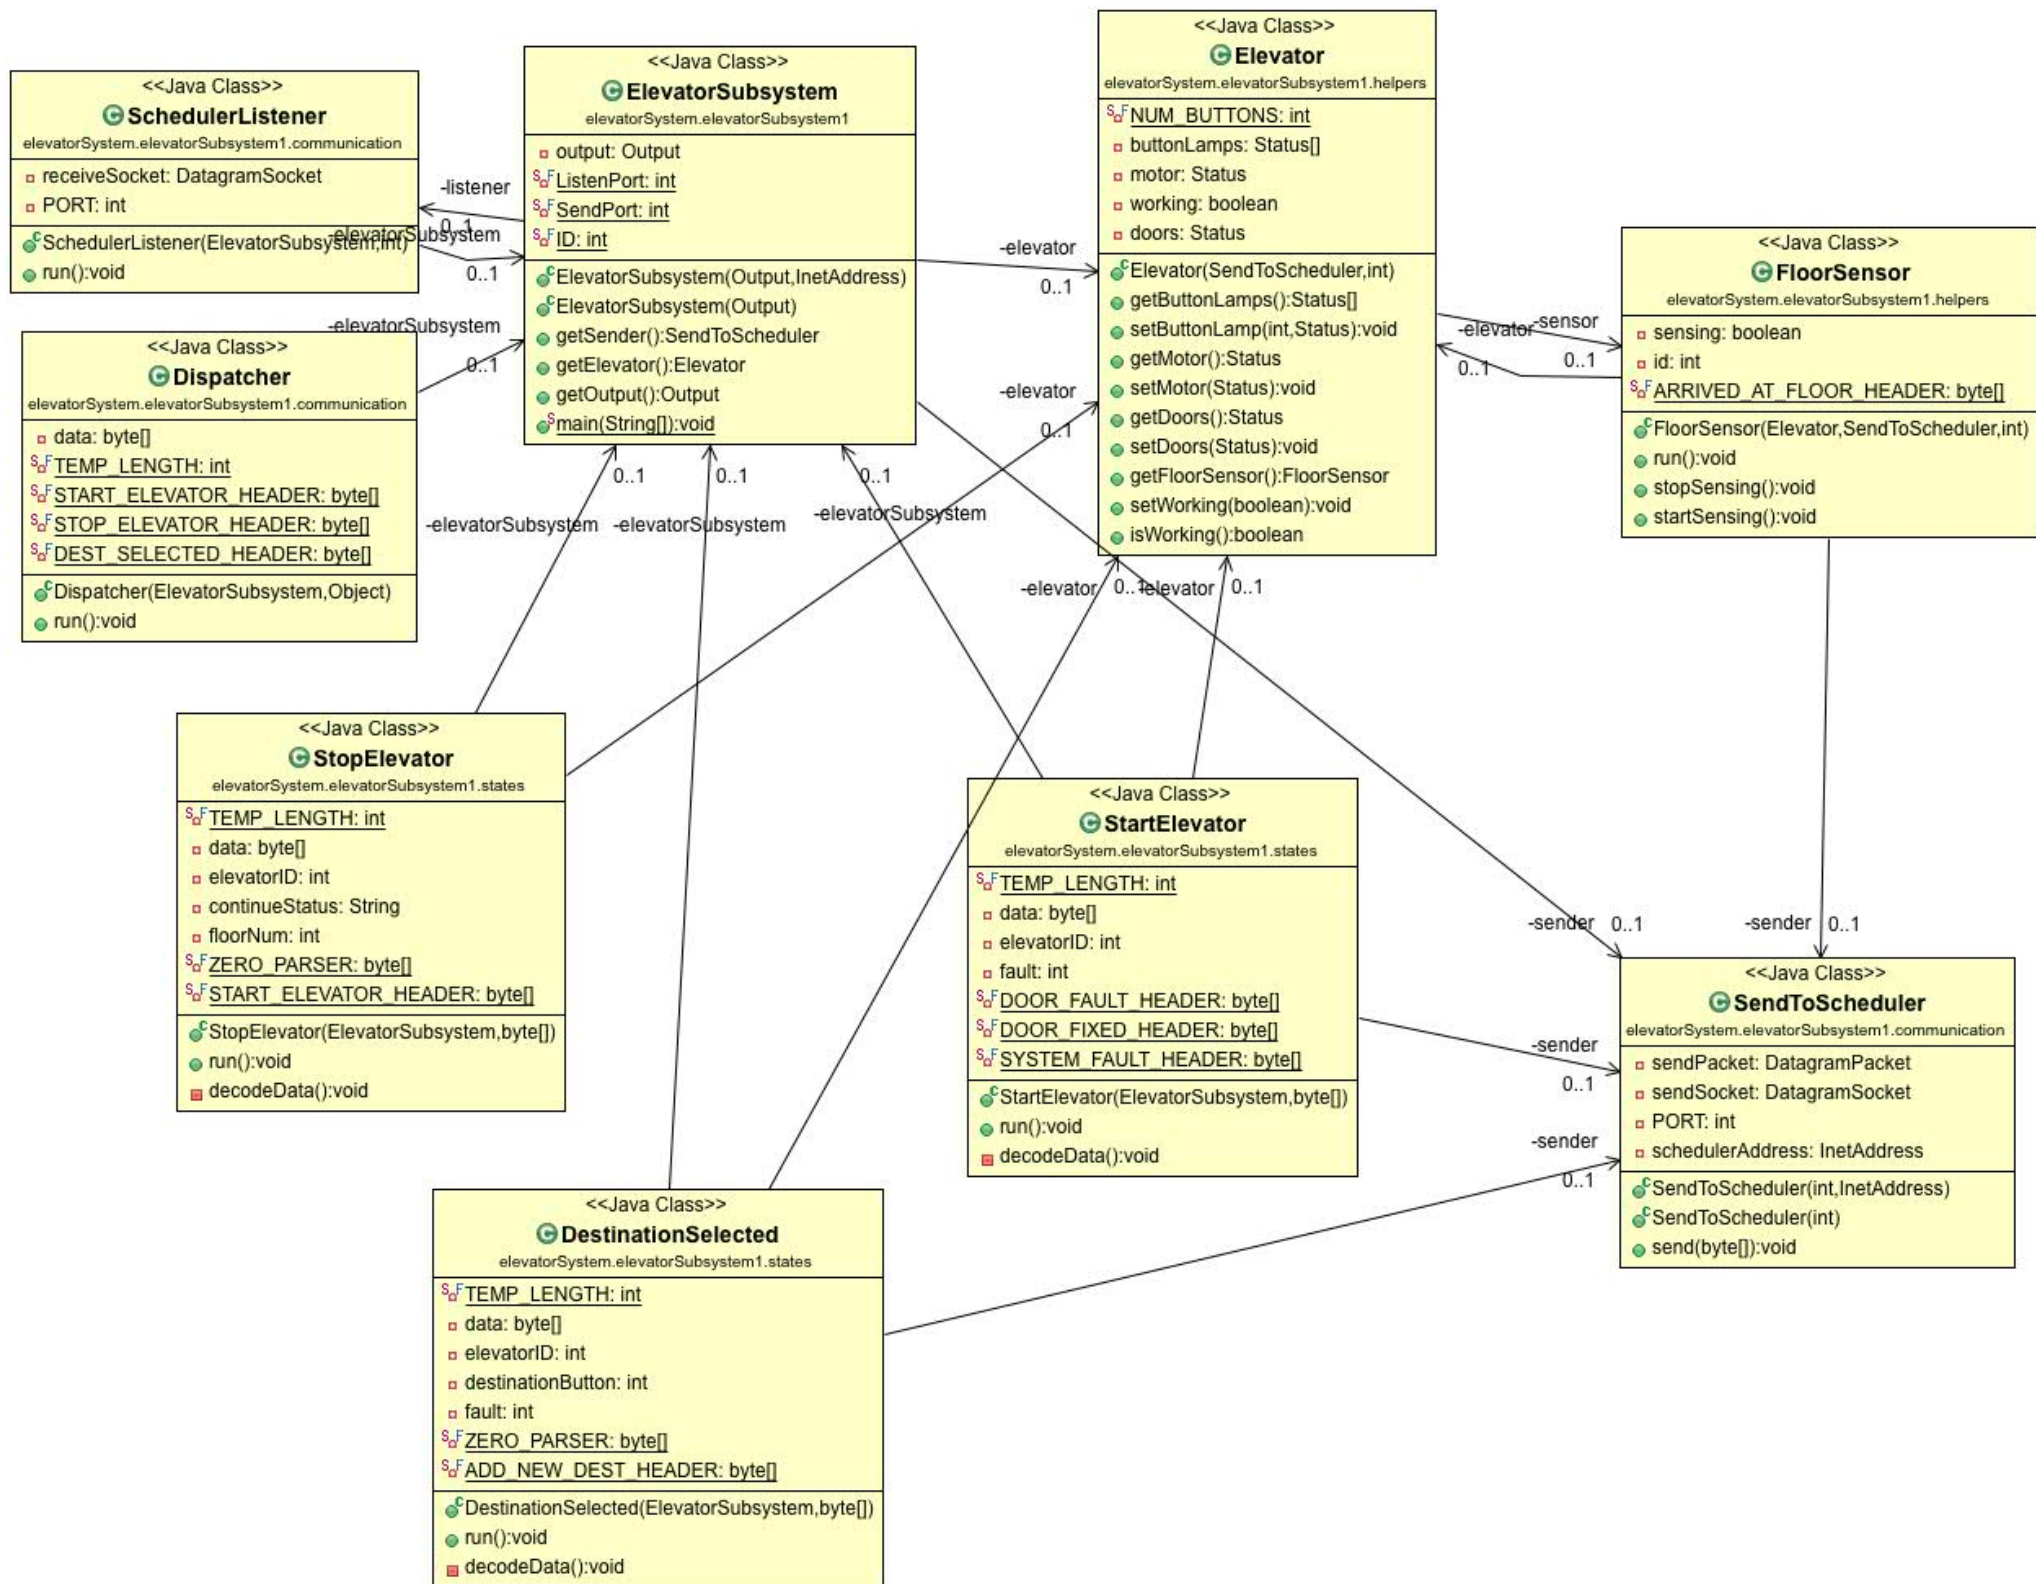 <<Java Class>>
SchedulerListener
elevatorSystem.elevatorSubsystem1.communication
receiveSocket: DatagramSocket
PORT: int
SchedulerListener(ElevatorSubsystem,int)
run():void
-listener
0..1
-elevatorSubsystem
0..1
<<Java Class>>
ElevatorSubsystem
elevatorSystem.elevatorSubsystem1
output: Output
ListenPort: int
SendPort: int
ID: int
ElevatorSubsystem(Output,InetAddress)
ElevatorSubsystem(Output)
getSender():SendToScheduler
getElevator():Elevator
getOutput():Output
main(String[]):void
-elevator
0..1
<<Java Class>>
Elevator
elevatorSystem.elevatorSubsystem1.helpers
NUM_BUTTONS: int
buttonLamps: Status[]
motor: Status
working: boolean
doors: Status
Elevator(SendToScheduler,int)
getButtonLamps():Status[]
setButtonLamp(int,Status):void
getMotor():Status
setMotor(Status):void
getDoors():Status
setDoors(Status):void
getFloorSensor():FloorSensor
setWorking(boolean):void
isWorking():boolean
-sensor
0..1
-elevator
0..1
<<Java Class>>
FloorSensor
elevatorSystem.elevatorSubsystem1.helpers
sensing: boolean
id: int
ARRIVED_AT_FLOOR_HEADER: byte[]
FloorSensor(Elevator,SendToScheduler,int)
run():void
stopSensing():void
startSensing():void
<<Java Class>>
Dispatcher
elevatorSystem.elevatorSubsystem1.communication
data: byte[]
TEMP_LENGTH: int
START_ELEVATOR_HEADER: byte[]
STOP_ELEVATOR_HEADER: byte[]
DEST_SELECTED_HEADER: byte[]
Dispatcher(ElevatorSubsystem,Object)
run():void
-elevatorSubsystem
0..1
-elevator
0..1
0..1
0..1
0..1
-elevatorSubsystem
-elevatorSubsystem
-elevatorSubsystem
-elevator
0..1
-elevator
0..1
<<Java Class>>
StopElevator
elevatorSystem.elevatorSubsystem1.states
TEMP_LENGTH: int
data: byte[]
elevatorID: int
continueStatus: String
floorNum: int
ZERO_PARSER: byte[]
START_ELEVATOR_HEADER: byte[]
StopElevator(ElevatorSubsystem,byte[])
run():void
decodeData():void
<<Java Class>>
StartElevator
elevatorSystem.elevatorSubsystem1.states
TEMP_LENGTH: int
data: byte[]
elevatorID: int
fault: int
DOOR_FAULT_HEADER: byte[]
DOOR_FIXED_HEADER: byte[]
SYSTEM_FAULT_HEADER: byte[]
StartElevator(ElevatorSubsystem,byte[])
run():void
decodeData():void
-sender 0..1
-sender 0..1
-sender
0..1
-sender
0..1
<<Java Class>>
SendToScheduler
elevatorSystem.elevatorSubsystem1.communication
sendPacket: DatagramPacket
sendSocket: DatagramSocket
PORT: int
schedulerAddress: InetAddress
SendToScheduler(int,InetAddress)
SendToScheduler(int)
send(byte[]):void
<<Java Class>>
DestinationSelected
elevatorSystem.elevatorSubsystem1.states
TEMP_LENGTH: int
data: byte[]
elevatorID: int
destinationButton: int
fault: int
ZERO_PARSER: byte[]
ADD_NEW_DEST_HEADER: byte[]
DestinationSelected(ElevatorSubsystem,byte[])
run():void
decodeData():void